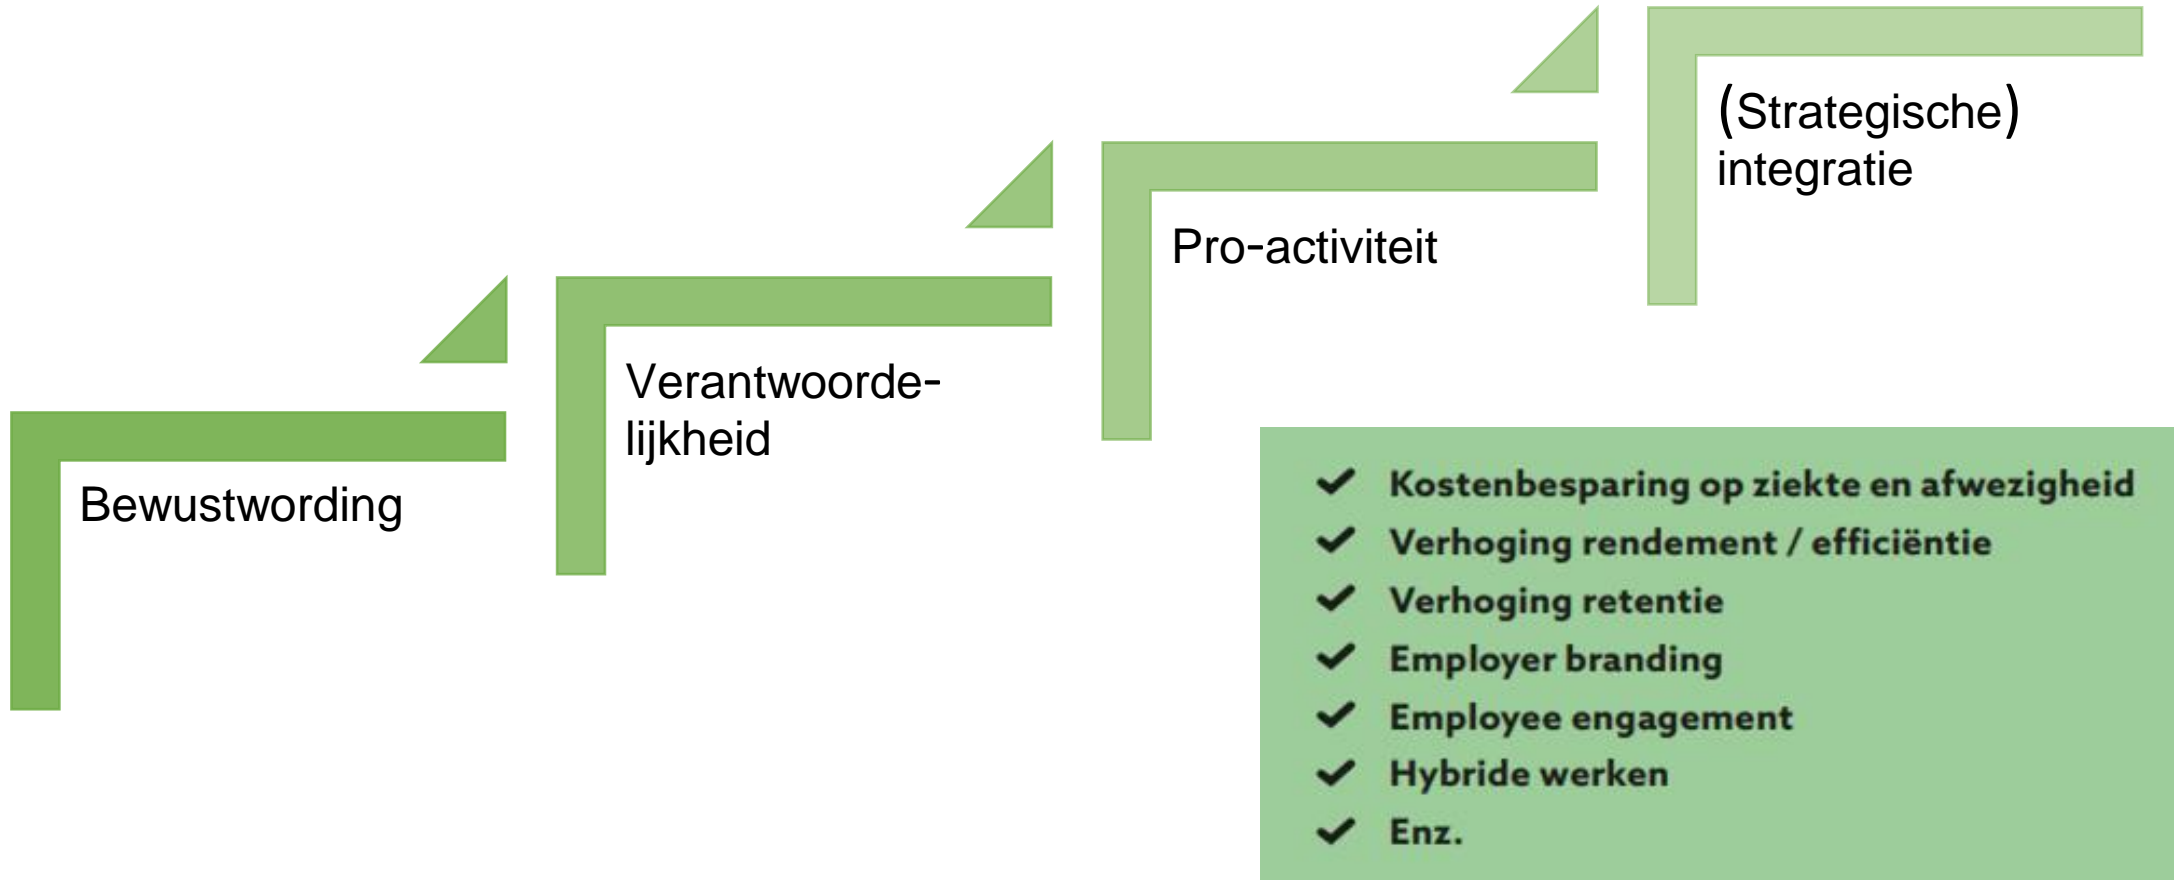 Bewustwording
Verantwoorde-
lijkheid
Pro-activiteit
(Strategische)
integratie
✔ Kostenbesparing op ziekte en afwezigheid
✔ Verhoging rendement / efficiëntie
✔ Verhoging retentie
✔ Employer branding
✔ Employee engagement
✔ Hybride werken
✔ Enz.